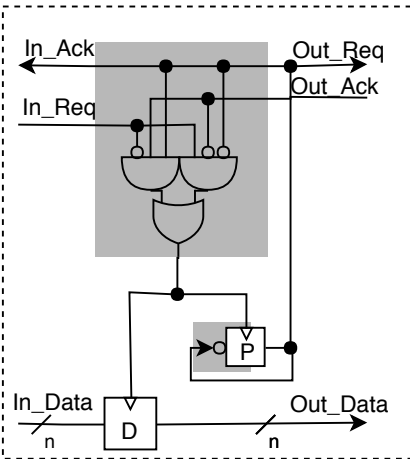 In_Ack
Out_Req
Out_Ack
In_Req
P
In_Data
Out_Data
D
n
n